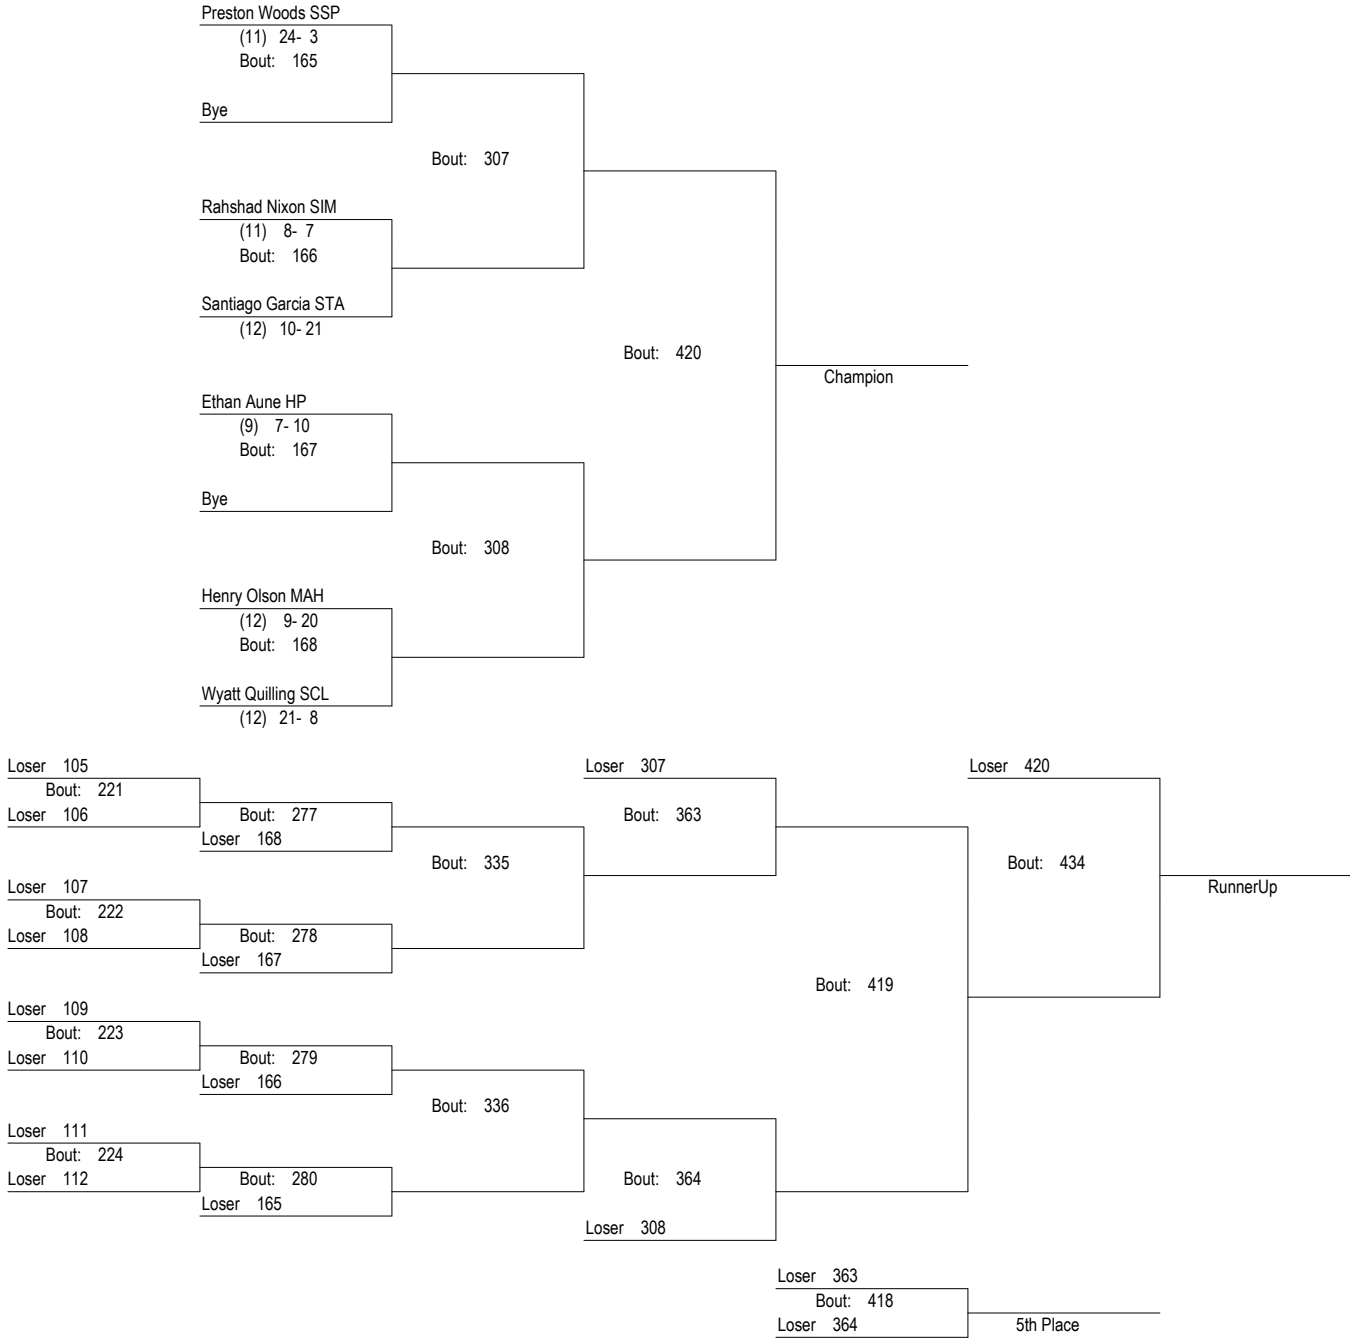 Preston Woods SSP
(11) 24- 3
Bout: 165
Bye
Bout: 307
Rahshad Nixon SIM
(11) 8- 7
Bout: 166
Santiago Garcia STA
(12) 10- 21
Bout: 420
Champion
Ethan Aune HP
(9) 7- 10
Bout: 167
Bye
Bout: 308
Henry Olson MAH
(12) 9- 20
Bout: 168
Wyatt Quilling SCL
(12) 21- 8
Loser 105
Bout: 221
Loser 106
Bout: 277
Loser 168
Loser 107
Bout: 222
Loser 108
Bout: 278
Loser 167
Bout: 335
Loser 109
Bout: 223
Loser 110
Bout: 279
Loser 166
Loser 111
Bout: 224
Loser 112
Bout: 280
Loser 165
Bout: 336
Loser 307
Bout: 363
Bout: 364
Loser 308
Bout: 419
Loser 420
Bout: 434
RunnerUp
Loser 363
Bout: 418
Loser 364
5th Place